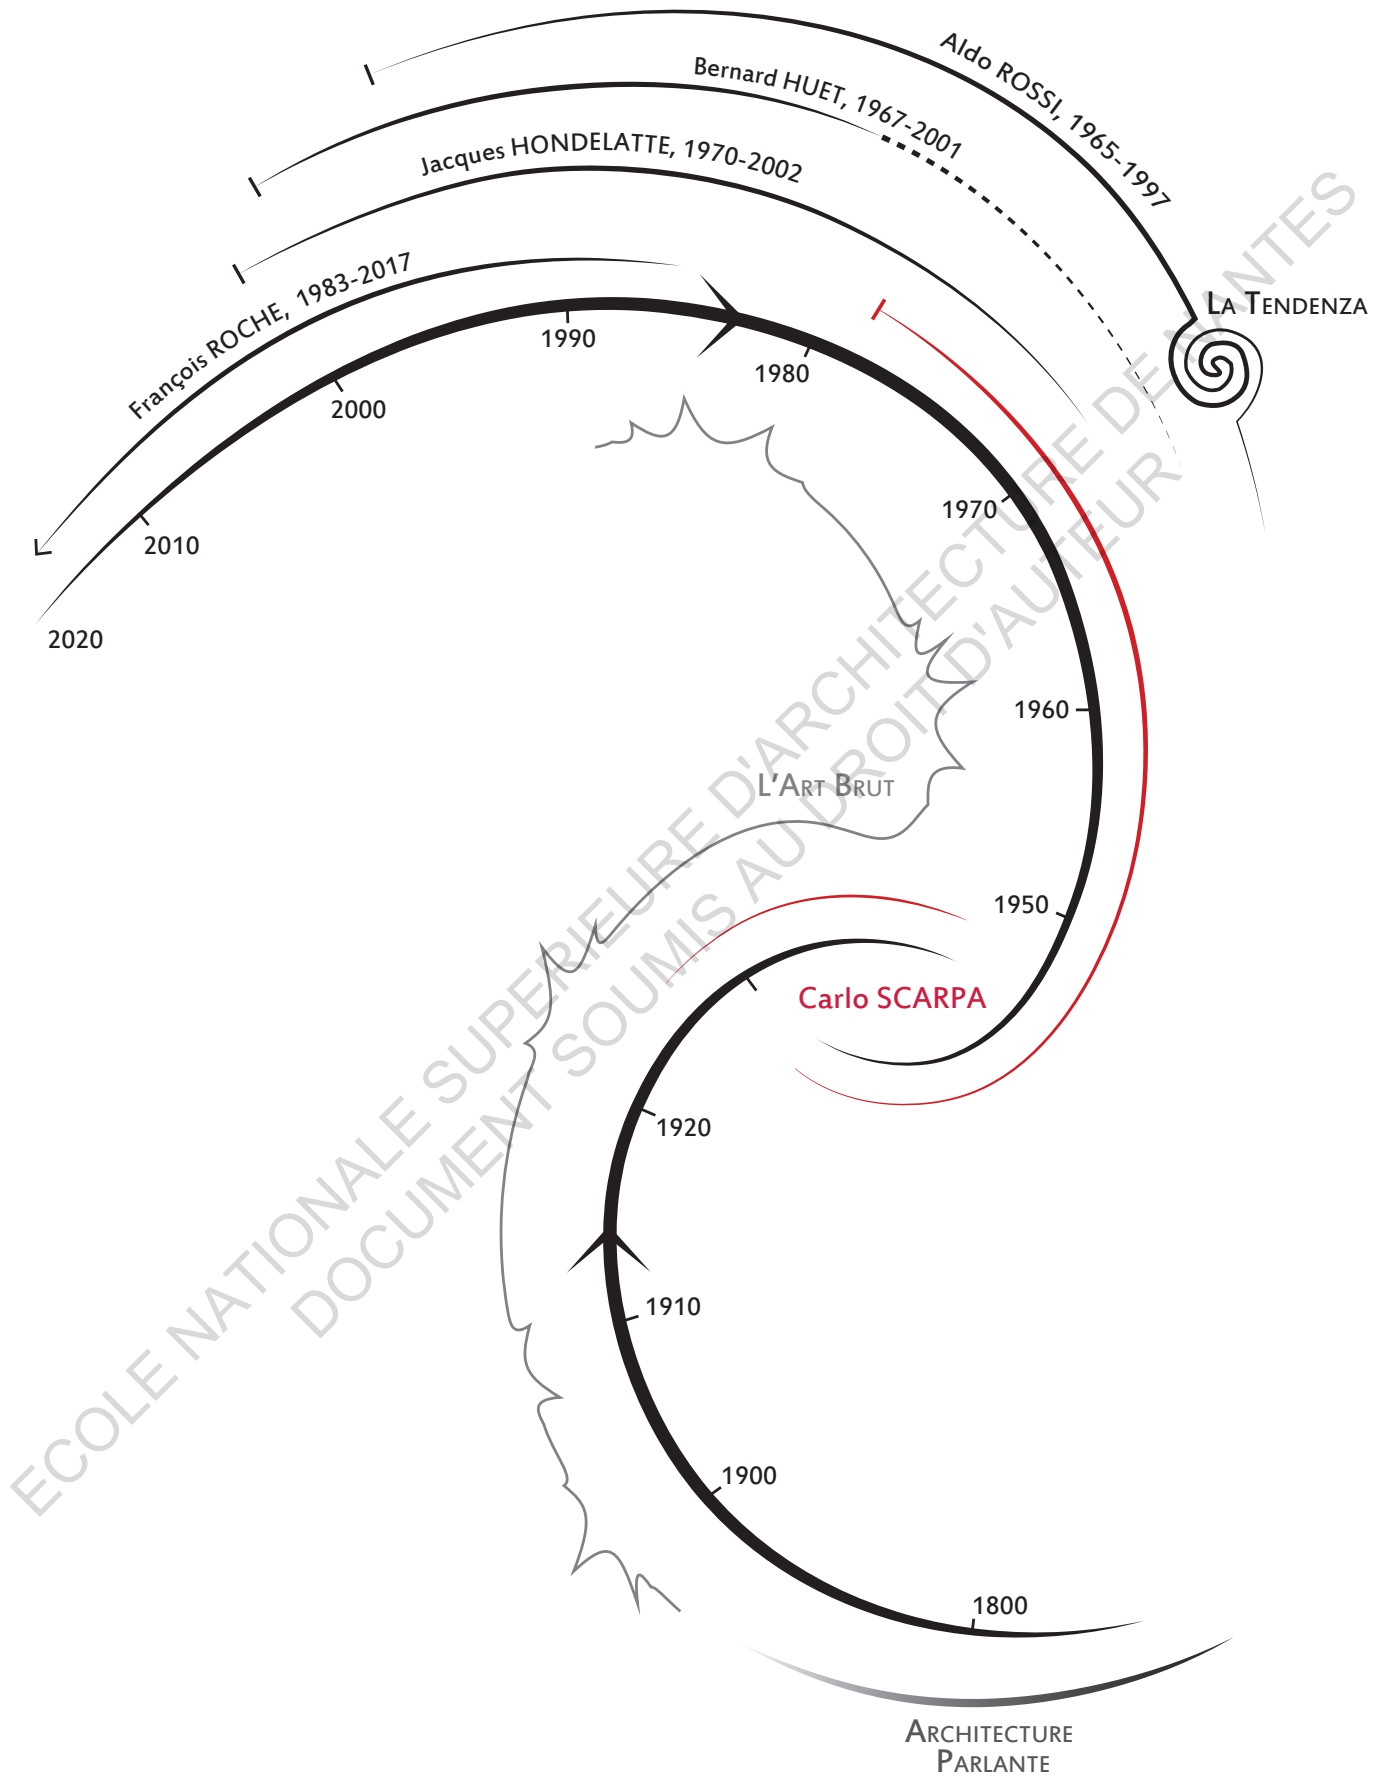 Aldo ROSSI, 1965-1997
Bernard HUET, 1967-2001
Jacques HONDELATTE, 1970-2002
François ROCHE, 1983-2017
LA TENDENZA
1990
1980
2000
1970
2010
2020
1960
L'ART BRUT
1950
Carlo SCARPA
1920
1910
1900
1800
ARCHITECTURE
PARLANTE
ECOLE NATIONALE SUPERIEURE D'ARCHITECTURE DE NANTES
DOCUMENT SOUMIS AU DROIT D'AUTEUR